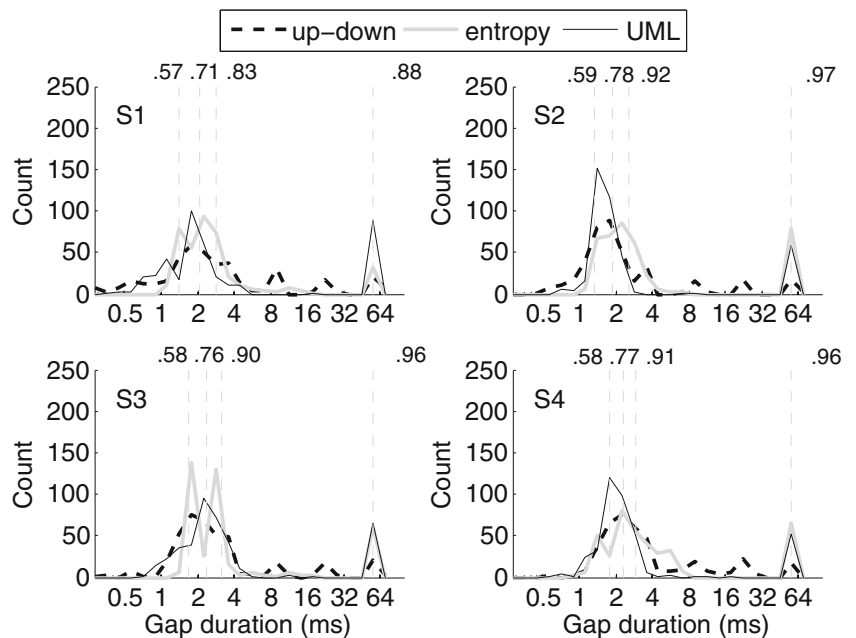 up-down entropy UML
.57 .71 .83 .88
250
200
150
100
50
0
Count
S1
0.5 1 2 4 8 16 32 64
.59 .78 .92 .97
250
200
150
100
50
0
Count
S2
0.5 1 2 4 8 16 32 64
.58 .76 .90 .96
250
200
150
100
50
0
Count
S3
0.5 1 2 4 8 16 32 64
Gap duration (ms)
.58 .77 .91 .96
250
200
150
100
50
0
Count
S4
0.5 1 2 4 8 16 32 64
Gap duration (ms)